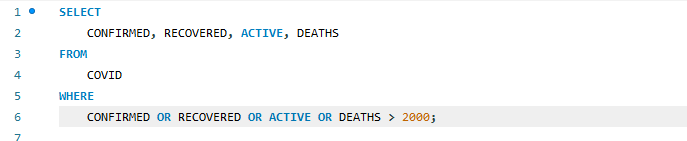 1 SELECT
2 CONFIRMED, RECOVERED, ACTIVE, DEATHS
3 FROM
4 COVID
5 WHERE
6 CONFIRMED OR RECOVERED OR ACTIVE OR DEATHS > 2000;
7